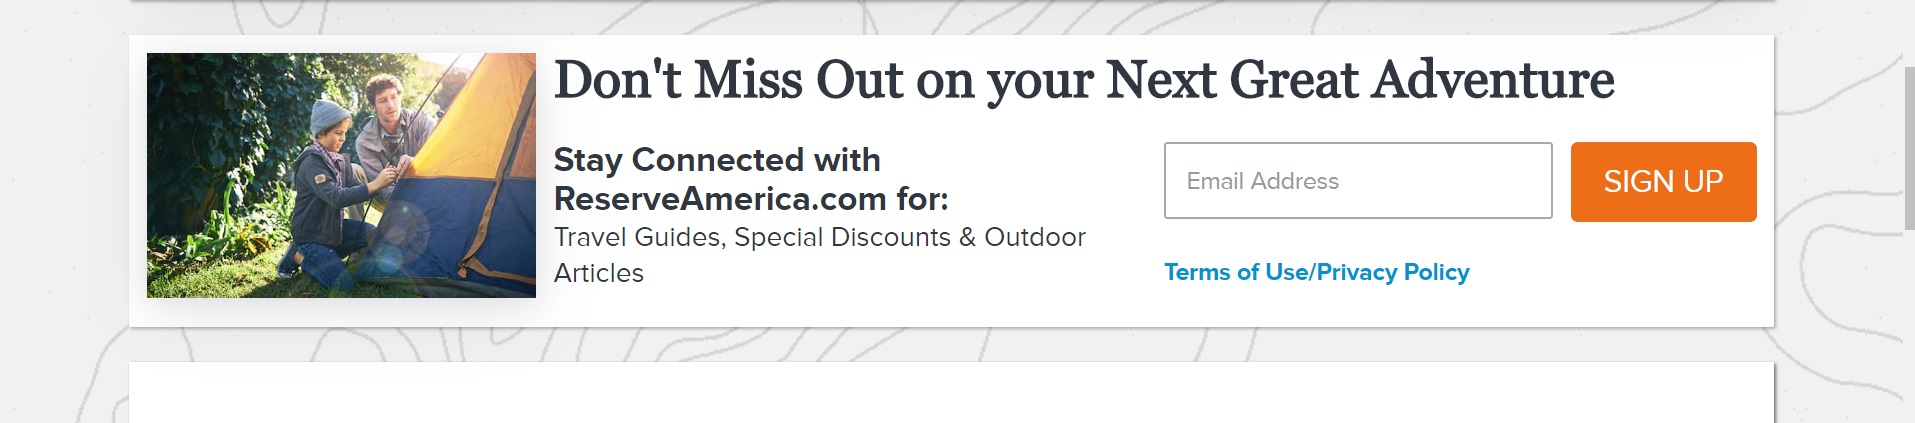 Don't Miss Out on your Next Great Adventure
Stay Connected with
ReserveAmerica.com for:
Travel Guides, Special Discounts & Outdoor
Articles
Email Address
SIGN UP
Terms of Use/Privacy Policy